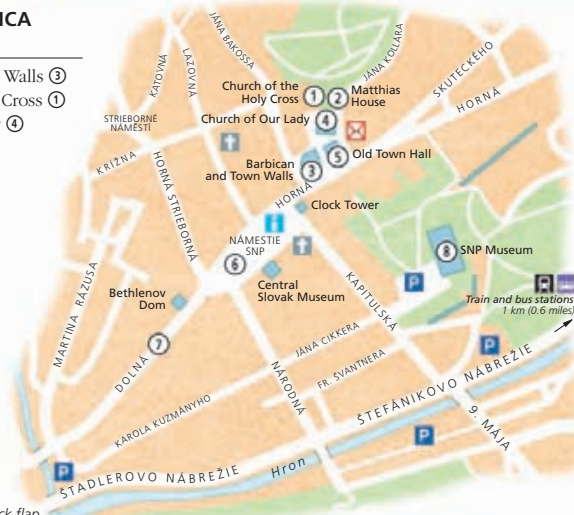 ICA
Walls ③
Cross ①
④
JÁNA BAKOSSA
JÁNA KOLLÁRA
KATOVNÁ
LAZOVNÁ
SKUTECKÉHO
HORNÁ
Church of the
Holy Cross
①
②
Matthias
House
Church of Our Lady
④
STRIEBORNÉ
NÁMESTÍ
KRÍŽNA
HORNÁ STRIEBORNÁ
Barbican
and Town Walls
③
⑤
Old Town Hall
HORNÁ
Clock Tower
i
NÁMESTIE
SNP
⑥
Central
Slovak Museum
KAPITULSKÁ
⑧
SNP Museum
P
Train and bus stations
1 km (0.6 miles)
MARTINA RÁZUSA
Bethlenov
Dom
⑦
DOLNÁ
JÁNA CIKKERA
FR. ŠVANTNERA
P
NÁRODNÁ
KAROLA KUZMÁNYHO
ŠTEFÁNIKOVO NÁBREŽIE
9. MÁJA
P
P
ŠTADLEROVO NÁBREŽIE
Hron
ck flap